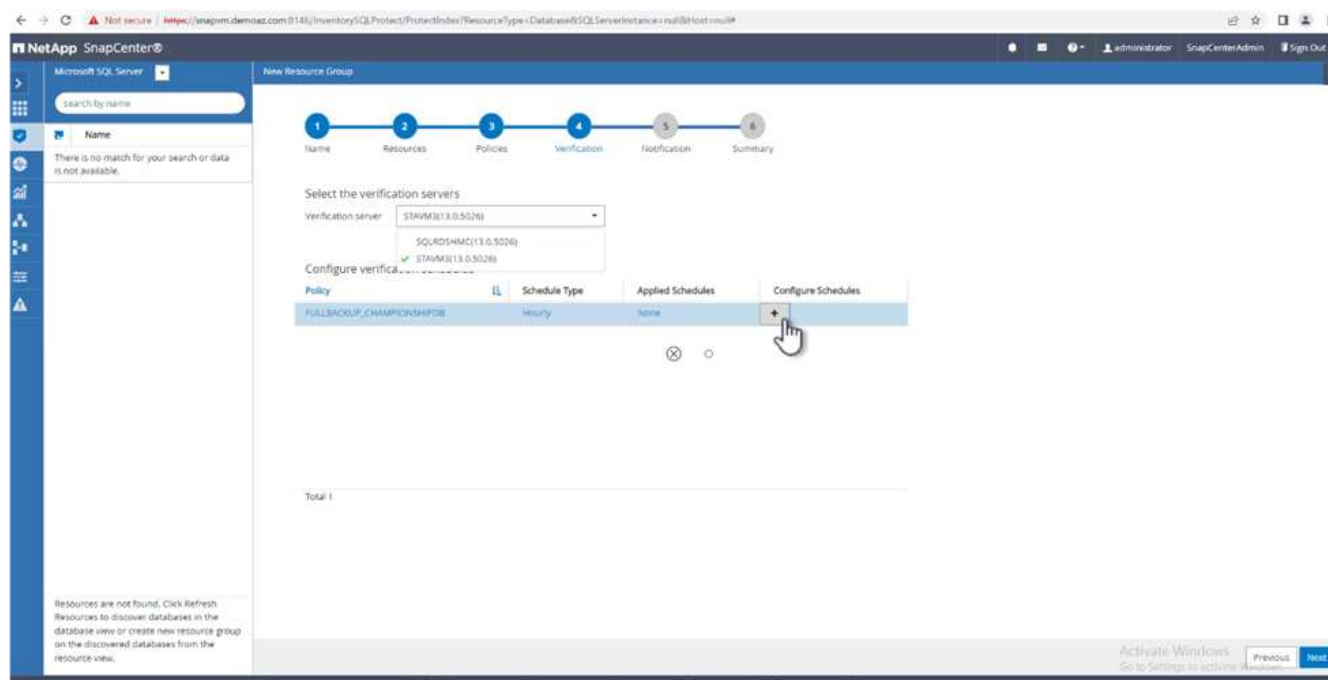 Not secure | https://snapvm.demoaz.com:8146/InventorySQLProtect/ProtectIndex?ResourceType=Database&SQLServerInstance=null&Host=null#
NetApp SnapCenter®
administrator SnapCenterAdmin Sign Out
Microsoft SQL Server
New Resource Group
search by name
Name
There is no match for your search or data
is not available.
1 2 3 4 5 6
Name Resources Policies Verification Notification Summary
Select the verification servers
Verification server STAVM3(13.0.5026)
SQLRDSHMC(13.0.5026)
STAVM3(13.0.5026)
Configure verification schedules
Policy Schedule Type Applied Schedules Configure Schedules
FULLBACKUP_CHAMPIONSHIPDB Hourly None +
Total 1
Resources are not found. Click Refresh
Resources to discover databases in the
database view or create new resource group
on the discovered databases from the
resource view.
Activate Windows
Go to Settings to activate Windows.
Previous Next